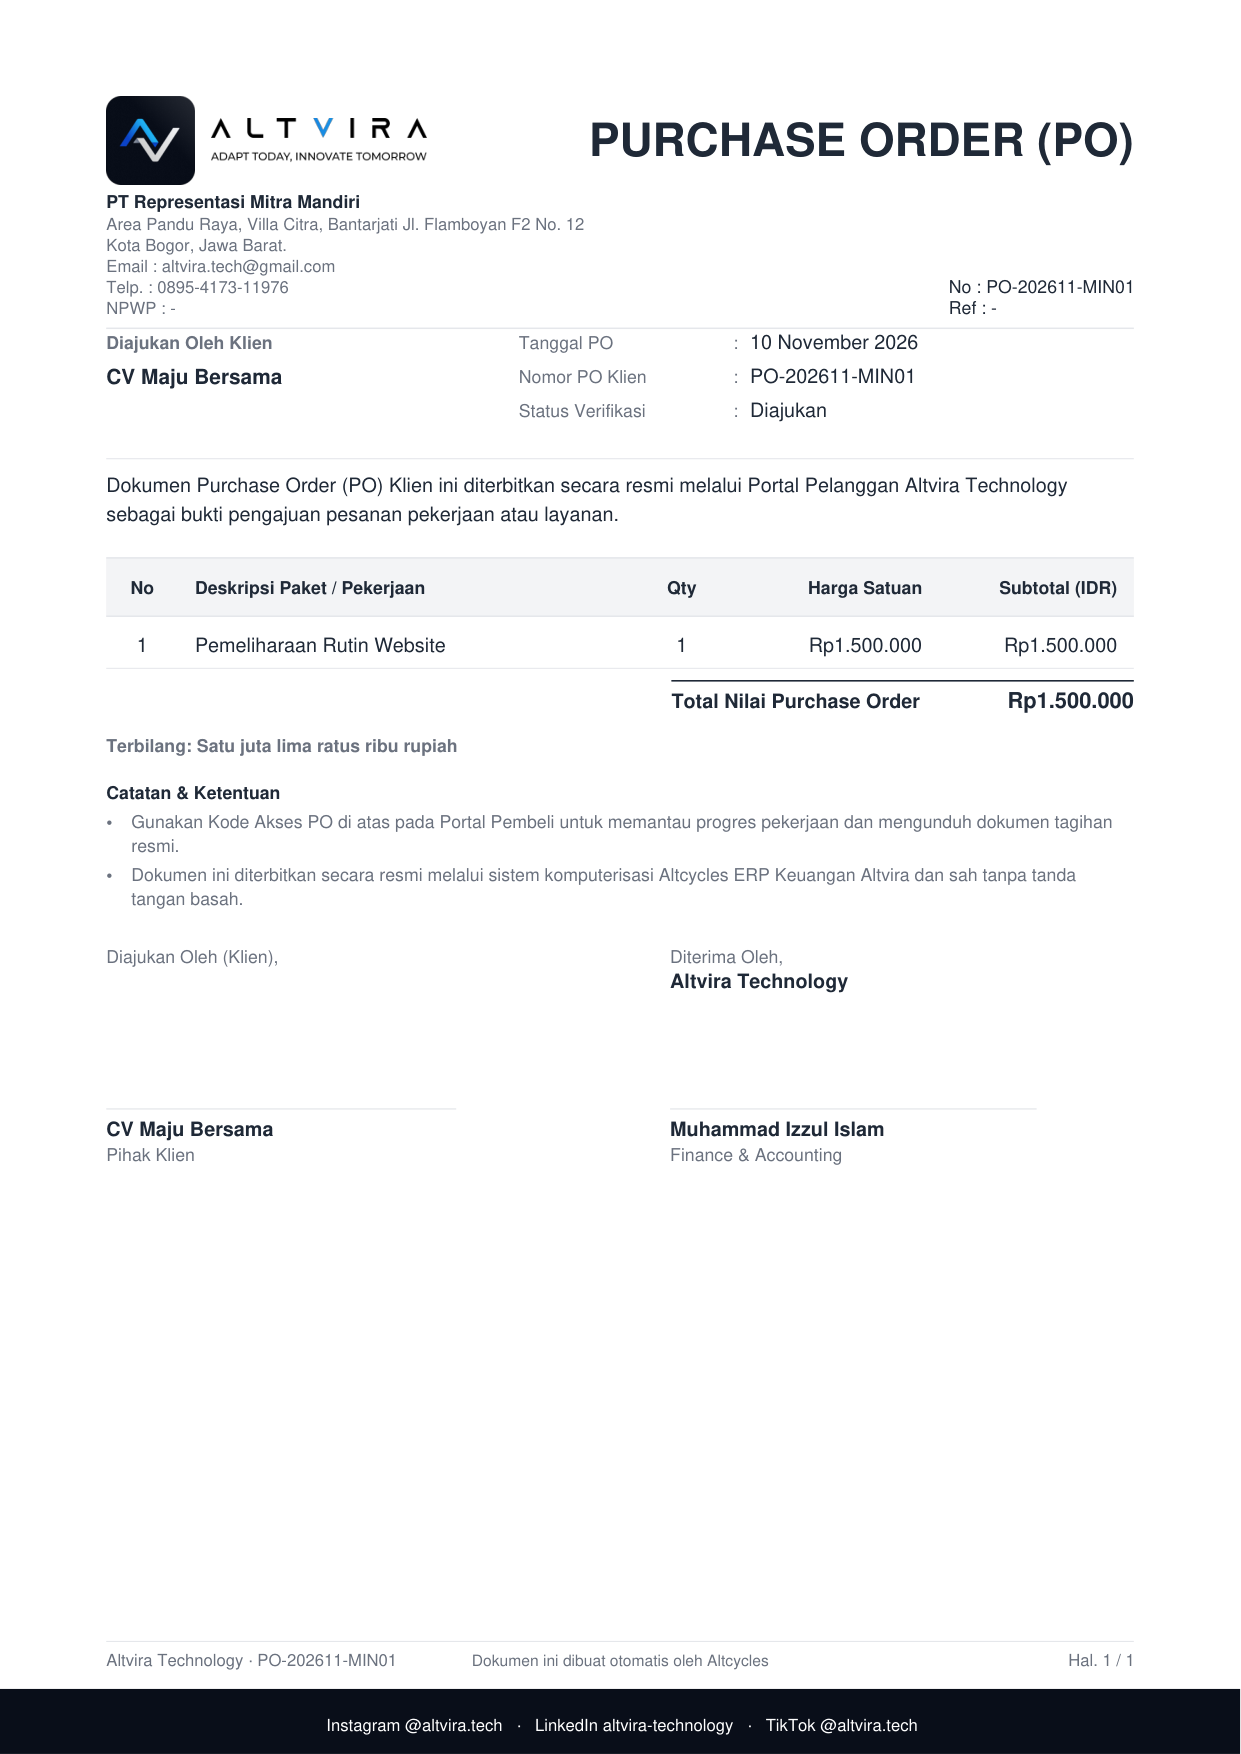 ALTVIRA
ADAPT TODAY, INNOVATE TOMORROW
PURCHASE ORDER (PO)
PT Representasi Mitra Mandiri
Area Pandu Raya, Villa Citra, Bantarjati Jl. Flamboyan F2 No. 12
Kota Bogor, Jawa Barat.
Email : altvira.tech@gmail.com
Telp. : 0895-4173-11976
NPWP : -
No : PO-202611-MIN01
Ref : -
Diajukan Oleh Klien
CV Maju Bersama
Tanggal PO : 10 November 2026
Nomor PO Klien : PO-202611-MIN01
Status Verifikasi : Diajukan
Dokumen Purchase Order (PO) Klien ini diterbitkan secara resmi melalui Portal Pelanggan Altvira Technology
sebagai bukti pengajuan pesanan pekerjaan atau layanan.
No Deskripsi Paket / Pekerjaan Qty Harga Satuan Subtotal (IDR)
1 Pemeliharaan Rutin Website 1 Rp1.500.000 Rp1.500.000
Total Nilai Purchase Order Rp1.500.000
Terbilang: Satu juta lima ratus ribu rupiah
Catatan & Ketentuan
• Gunakan Kode Akses PO di atas pada Portal Pembeli untuk memantau progres pekerjaan dan mengunduh dokumen tagihan
resmi.
• Dokumen ini diterbitkan secara resmi melalui sistem komputerisasi Altcycles ERP Keuangan Altvira dan sah tanpa tanda
tangan basah.
Diajukan Oleh (Klien),
Diterima Oleh,
Altvira Technology
CV Maju Bersama
Pihak Klien
Muhammad Izzul Islam
Finance & Accounting
Altvira Technology · PO-202611-MIN01 Dokumen ini dibuat otomatis oleh Altcycles Hal. 1 / 1
Instagram @altvira.tech · LinkedIn altvira-technology · TikTok @altvira.tech